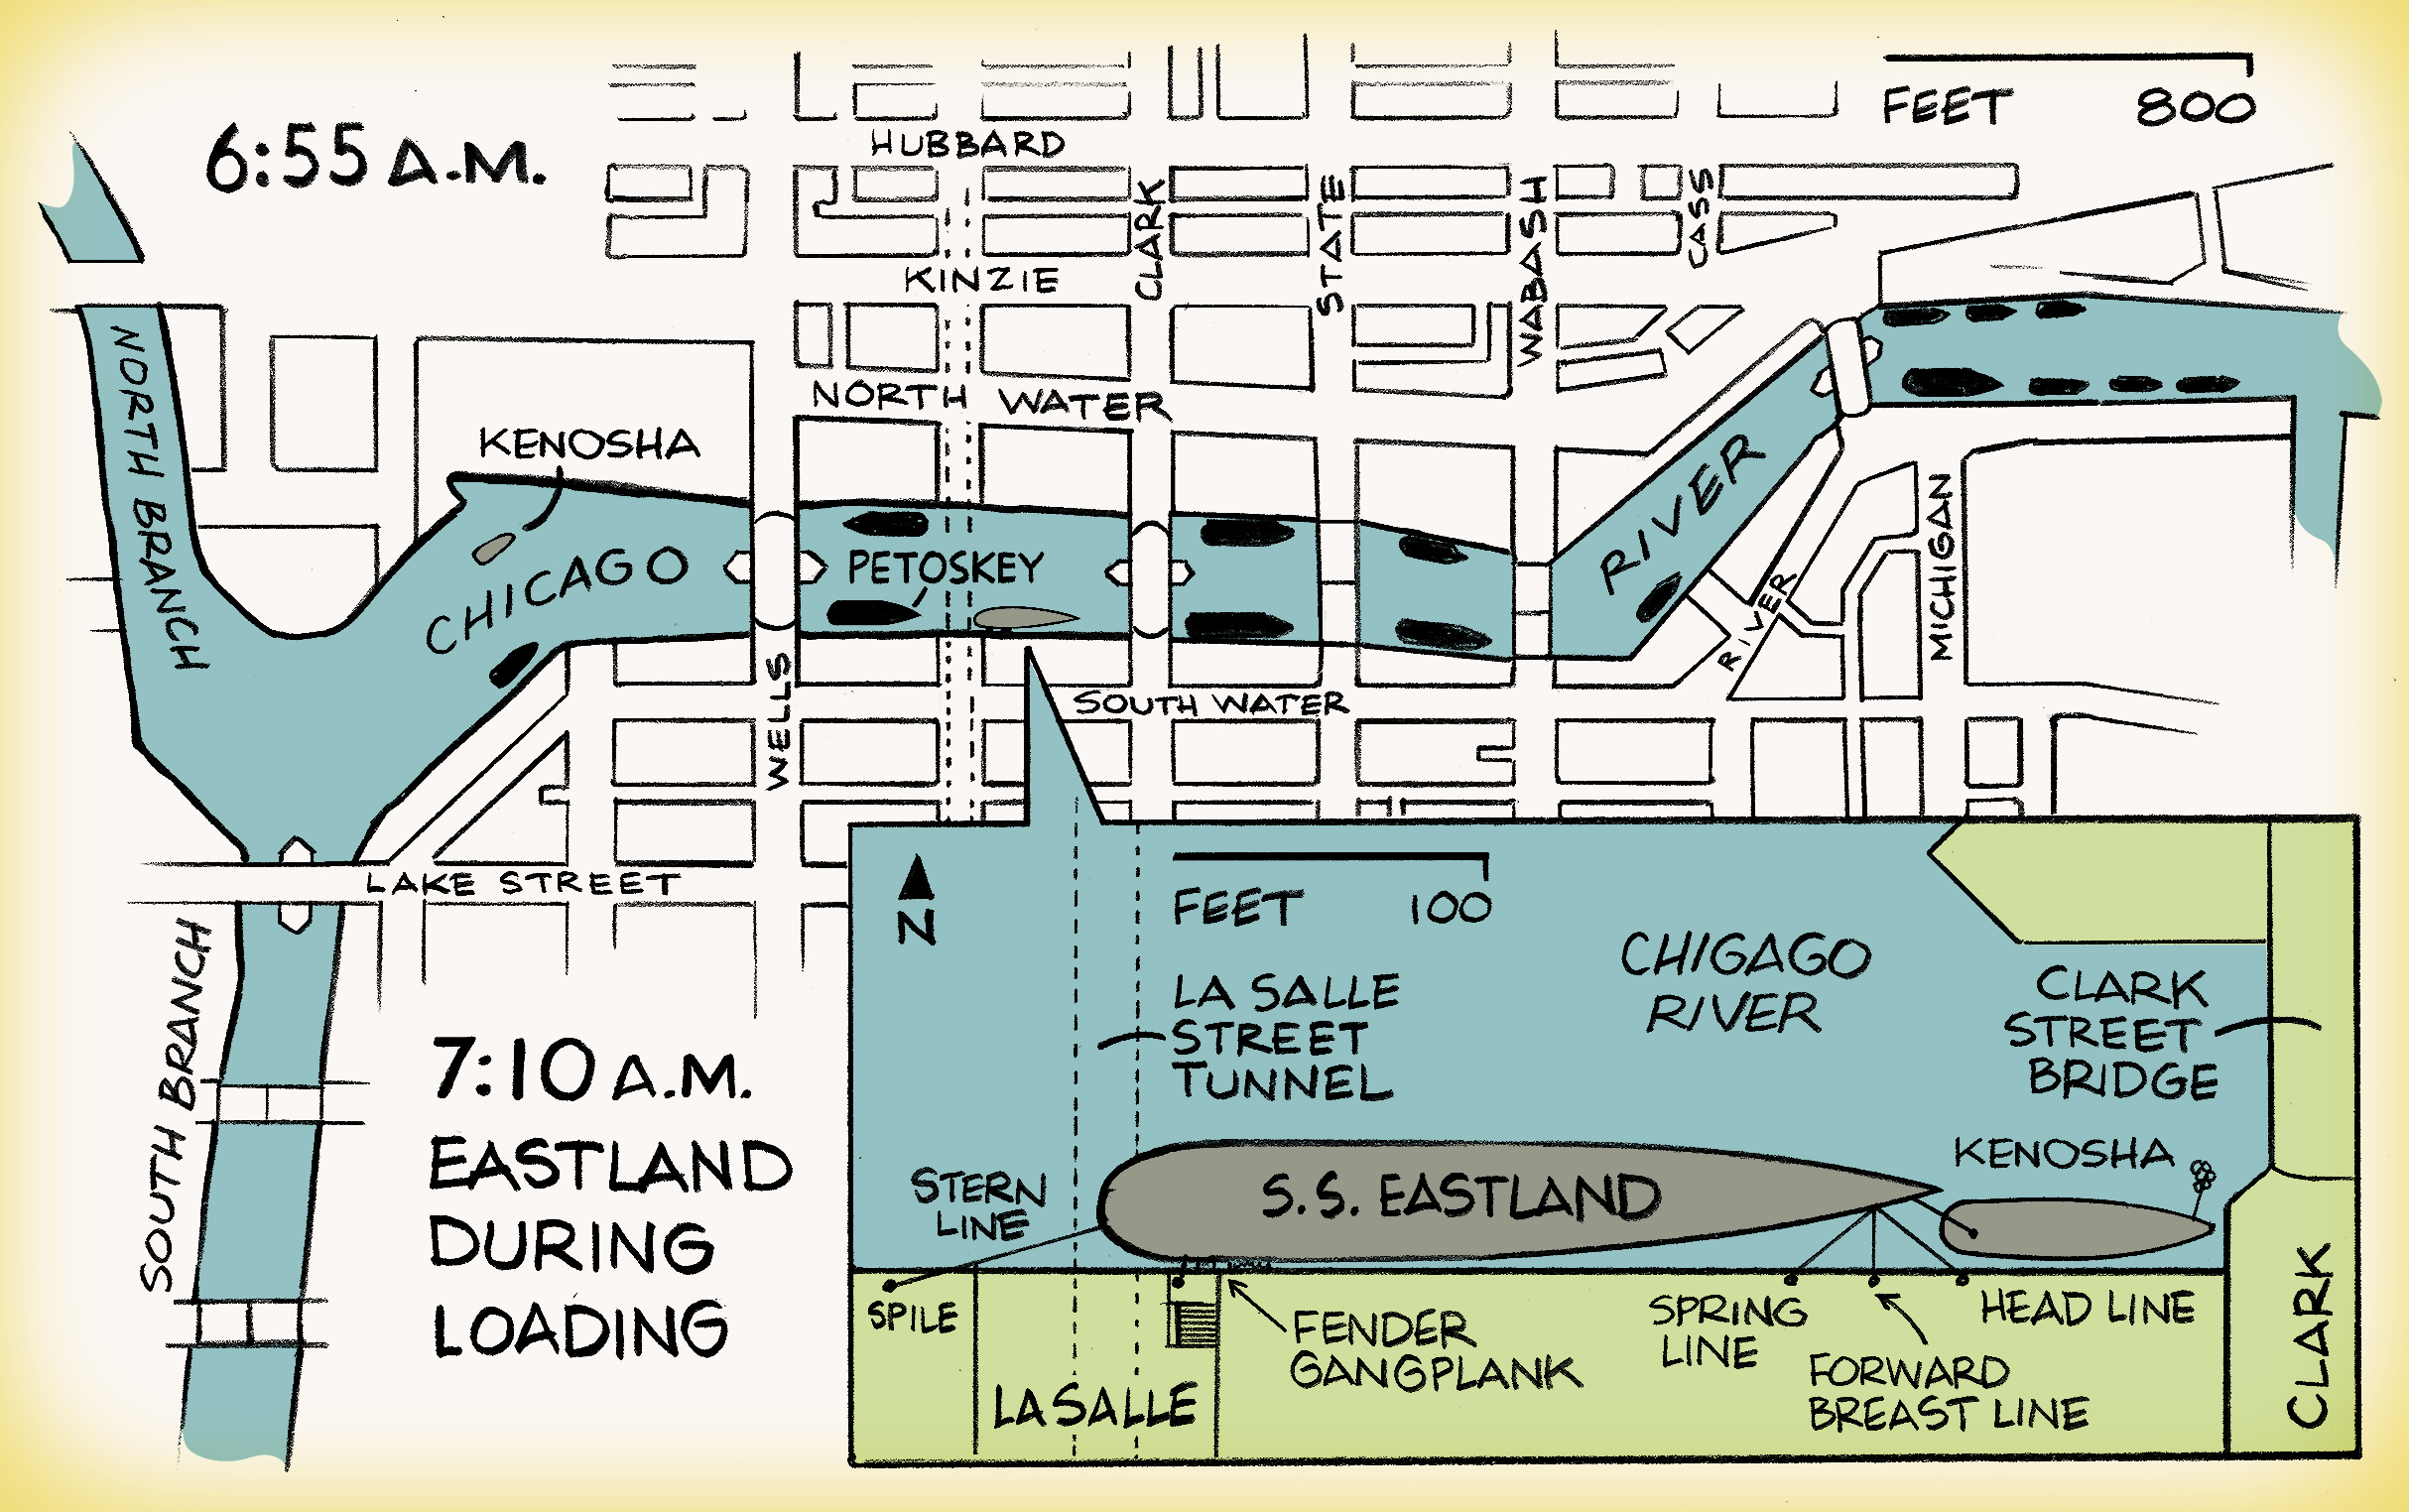 6:55 A.M.
FEET 800
HUBBARD
KINZIE
CLARK
STATE
WABASH
CASS
NORTH WATER
NORTH BRANCH
KENOSHA
CHICAGO
PETOSKEY
RIVER
RIVER
MICHIGAN
WELLS
SOUTH WATER
LAKE STREET
SOUTH BRANCH
7:10 A.M.
EASTLAND
DURING
LOADING
N
FEET 100
LA SALLE
STREET
TUNNEL
CHIGAGO
RIVER
CLARK
STREET
BRIDGE
KENOSHA
STERN
LINE
S.S. EASTLAND
SPILE
LASALLE
FENDER
GANGPLANK
SPRING
LINE
FORWARD
BREAST LINE
HEAD LINE
CLARK